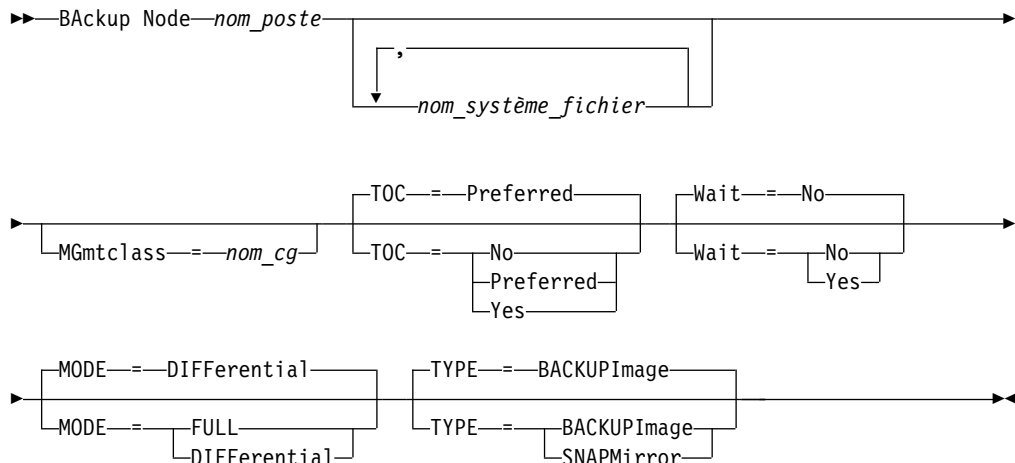 BAckup Node nom_poste
,
nom_système_fichier
TOC = Preferred
Wait = No
MGmtclass = nom_cg
TOC = No
Wait = No
Preferred
Yes
Yes
MODE = DIFFerential
TYPE = BACKUPImage
MODE = FULL
TYPE = BACKUPImage
DIFFerential
SNAPMirror